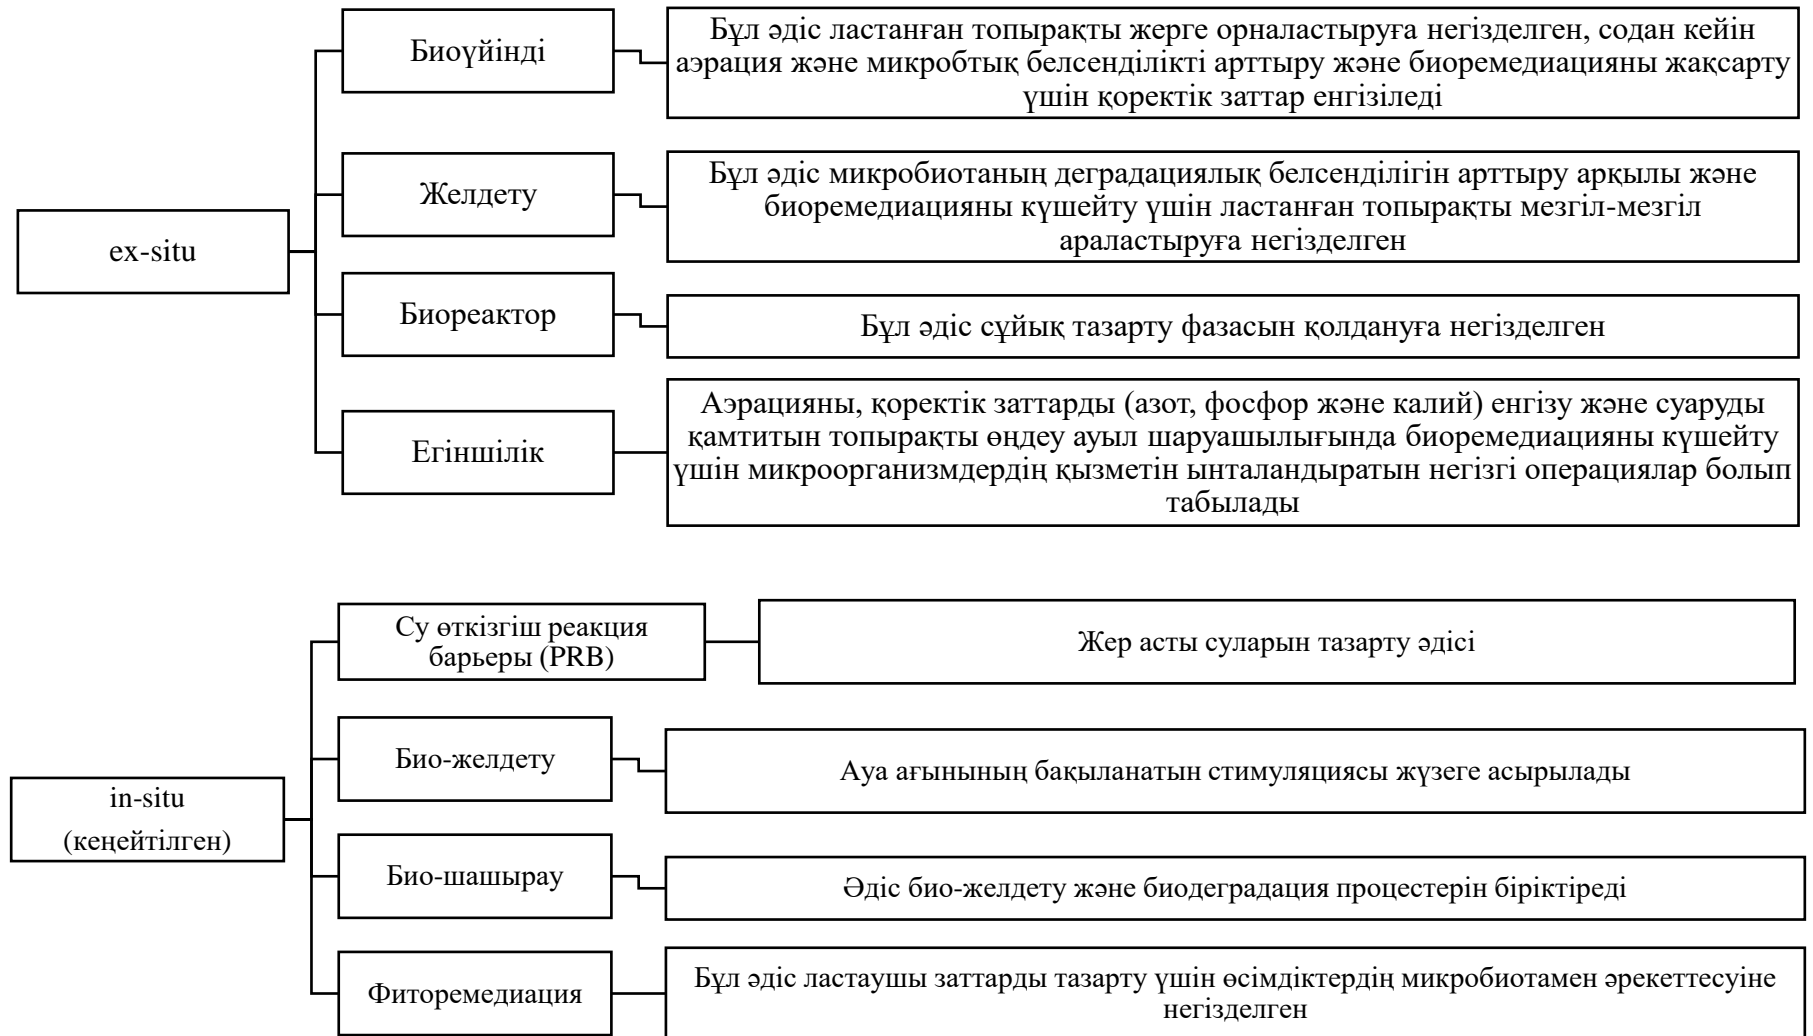 ex-situ
Биоүйінді
Бұл әдіс ластанған топырақты жерге орналастыруға негізделген, содан кейін
аэрация және микробтық белсенділікті арттыру және биоремедиацияны жақсарту
үшін қоректік заттар енгізіледі
Желдету
Бұл әдіс микробиотаның деградациялық белсенділігін арттыру арқылы және
биоремедиацияны күшейту үшін ластанған топырақты мезгіл-мезгіл
араластыруға негізделген
Биореактор
Бұл әдіс сұйық тазарту фазасын қолдануға негізделген
Егіншілік
Аэрацияны, қоректік заттарды (азот, фосфор және калий) енгізу және суаруды
қамтитын топырақты өңдеу ауыл шаруашылығында биоремедиацияны күшейту
үшін микроорганизмдердің қызметін ынталандыратын негізгі операциялар болып
табылады
in-situ
(кеңейтілген)
Су өткізгіш реакция
барьеры (PRB)
Жер асты суларын тазарту әдісі
Био-желдету
Ауа ағынының бақыланатын стимуляциясы жүзеге асырылады
Био-шашырау
Әдіс био-желдету және биодеградация процестерін біріктіреді
Фиторемедиация
Бұл әдіс ластаушы заттарды тазарту үшін өсімдіктердің микробиотамен әрекеттесуіне
негізделген